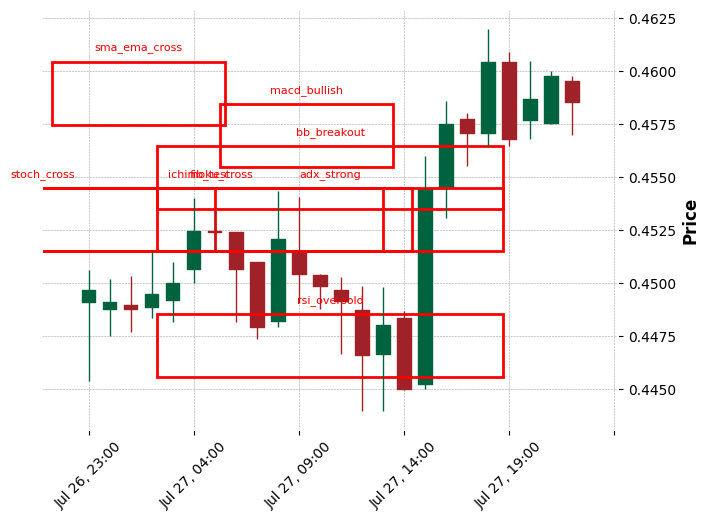 sma_ema_cross
macd_bullish
bb_breakout
stoch_cross
adx_strong
rsi_oversold
0.4625
0.4600
0.4575
0.4550
0.4525
0.4500
0.4475
0.4450
Price
Jul 26, 23:00
Jul 27, 04:00
Jul 27, 09:00
Jul 27, 14:00
Jul 27, 19:00